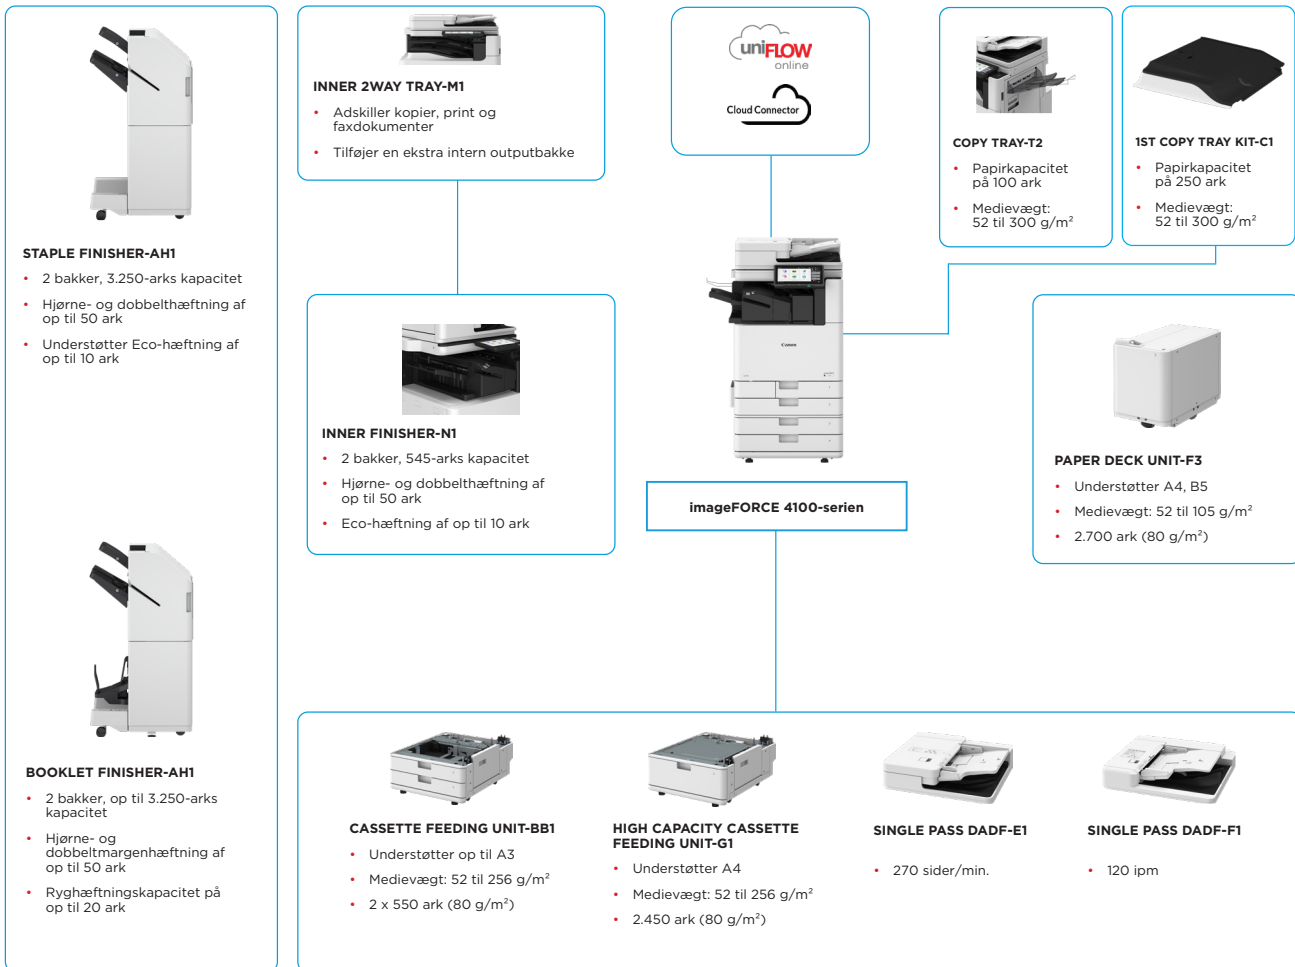 STAPLE FINISHER-AH1
• 2 bakker, 3.250-arks kapacitet
• Hjørne- og dobbelthæftning af
op til 50 ark
• Understøtter Eco-hæftning af
op til 10 ark
BOOKLET FINISHER-AH1
• 2 bakker, op til 3.250-arks
kapacitet
• Hjørne- og
dobbeltmargenhæftning af
op til 50 ark
• Ryghæftningskapacitet på
op til 20 ark
INNER 2WAY TRAY-M1
• Adskiller kopier, print og
faxdokumenter
• Tilføjer en ekstra intern outputbakke
INNER FINISHER-N1
• 2 bakker, 545-arks kapacitet
• Hjørne- og dobbelthæftning af
op til 50 ark
• Eco-hæftning af op til 10 ark
uniFLOW
online
Cloud Connector
Canon
imageFORCE 4100-serien
COPY TRAY-T2
• Papirkapacitet
på 100 ark
• Medievægt:
52 til 300 g/m²
1ST COPY TRAY KIT-C1
• Papirkapacitet
på 250 ark
• Medievægt:
52 til 300 g/m²
PAPER DECK UNIT-F3
• Understøtter A4, B5
• Medievægt: 52 til 105 g/m²
• 2.700 ark (80 g/m²)
CASSETTE FEEDING UNIT-BB1
• Understøtter op til A3
• Medievægt: 52 til 256 g/m²
• 2 x 550 ark (80 g/m²)
HIGH CAPACITY CASSETTE
FEEDING UNIT-G1
• Understøtter A4
• Medievægt: 52 til 256 g/m²
• 2.450 ark (80 g/m²)
SINGLE PASS DADF-E1
• 270 sider/min.
SINGLE PASS DADF-F1
• 120 ipm